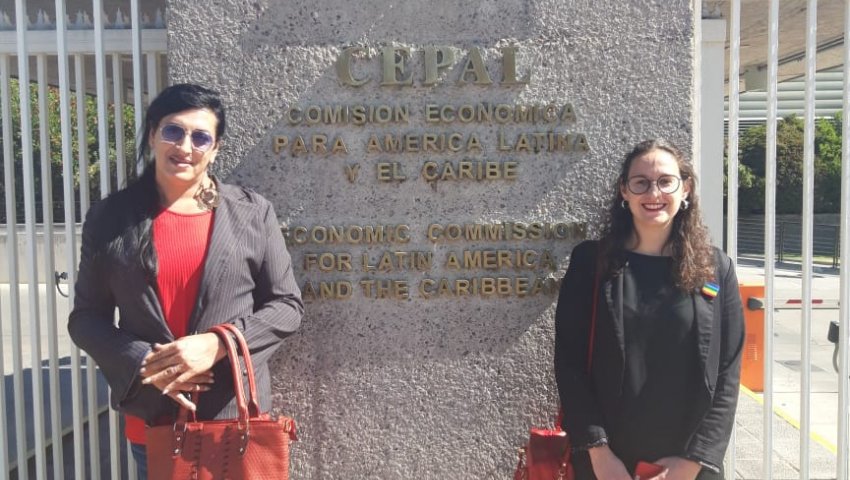 CEPAL
COMISION ECONOMICA
PARA AMERICA LATINA
Y EL CARIBE
ECONOMIC COMMISSION
FOR LATIN AMERICA
AND THE CARIBBEAN